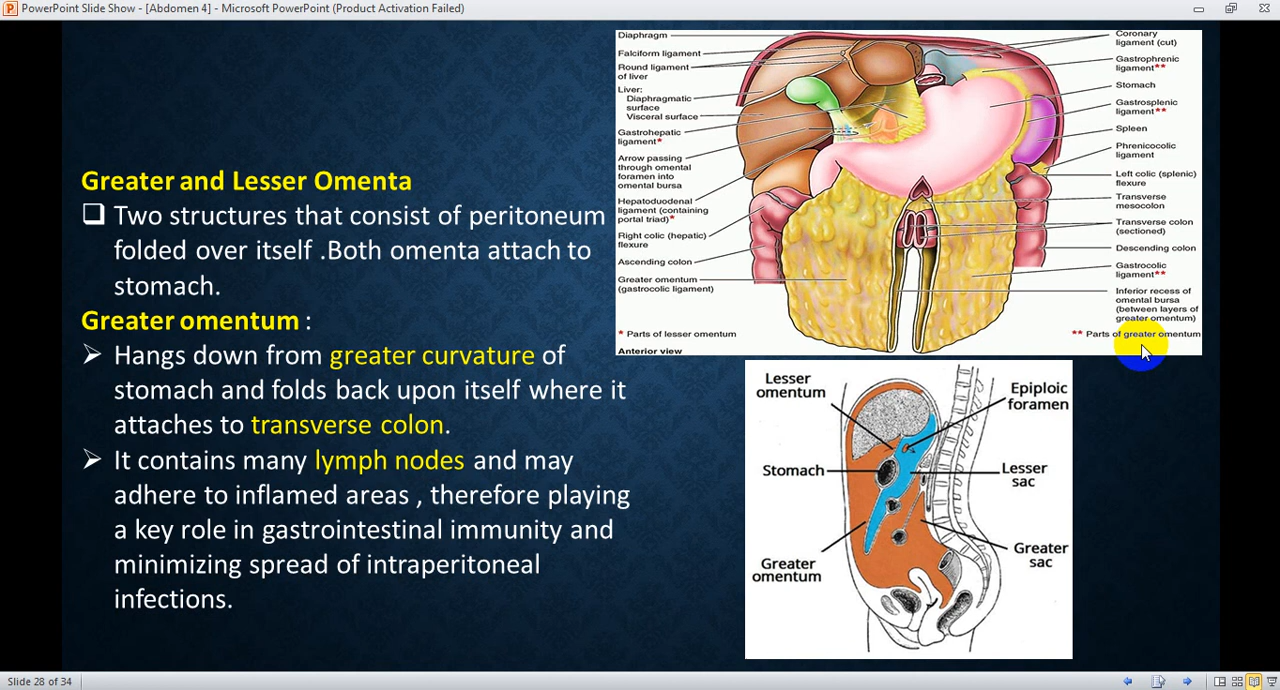 PowerPoint Slide Show - [Abdomen 4] - Microsoft PowerPoint (Product Activation Failed)
Greater and Lesser Omenta
Two structures that consist of peritoneum
folded over itself .Both omenta attach to
stomach.
Greater omentum :
Hangs down from greater curvature of
stomach and folds back upon itself where it
attaches to transverse colon.
It contains many lymph nodes and may
adhere to inflamed areas , therefore playing
a key role in gastrointestinal immunity and
minimizing spread of intraperitoneal
infections.
Diaphragm
Falciform ligament
Round ligament
of liver
Liver:
Diaphragmatic
surface
Visceral surface
Gastrohepatic
ligament*
Arrow passing
through omental
foramen into
omental bursa
Hepatoduodenal
ligament (containing
portal triad)*
Right colic (hepatic)
flexure
Ascending colon
Greater omentum
(gastrocolic ligament)
* Parts of lesser omentum
Anterior view
Coronary
ligament (cut)
Gastrophrenic
ligament**
Stomach
Gastrosplenic
ligament**
Spleen
Phrenicocolic
ligament
Left colic (splenic)
flexure
Transverse
mesocolon
Transverse colon
(sectioned)
Descending colon
Gastrocolic
ligament**
Inferior recess of
omental bursa
(between layers of
greater omentum)
** Parts of greater omentum
Lesser
omentum
Stomach
Greater
omentum
Epiploic
foramen
Lesser
sac
Greater
sac
Slide 28 of 34